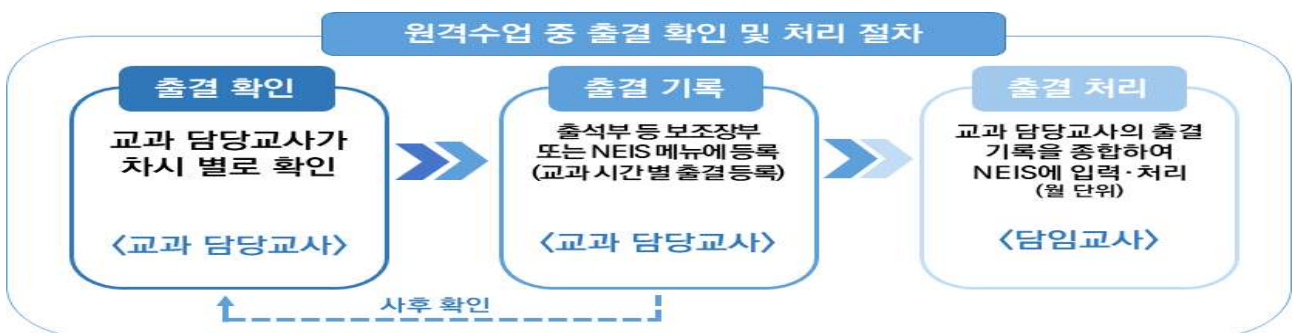 원격수업 중 출결 확인 및 처리 절차
출결 확인
교과 담당교사가
차시 별로 확인
<교과 담당교사>
출결 기록
출석부 등 보조장부
또는 NEIS 메뉴에 등록
(교과 시간별 출결 등록)
<교과 담당교사>
출결 처리
교과 담당교사의 출결
기록을 종합하여
NEIS에 입력·처리
(월 단위)
<담임교사>
사후 확인